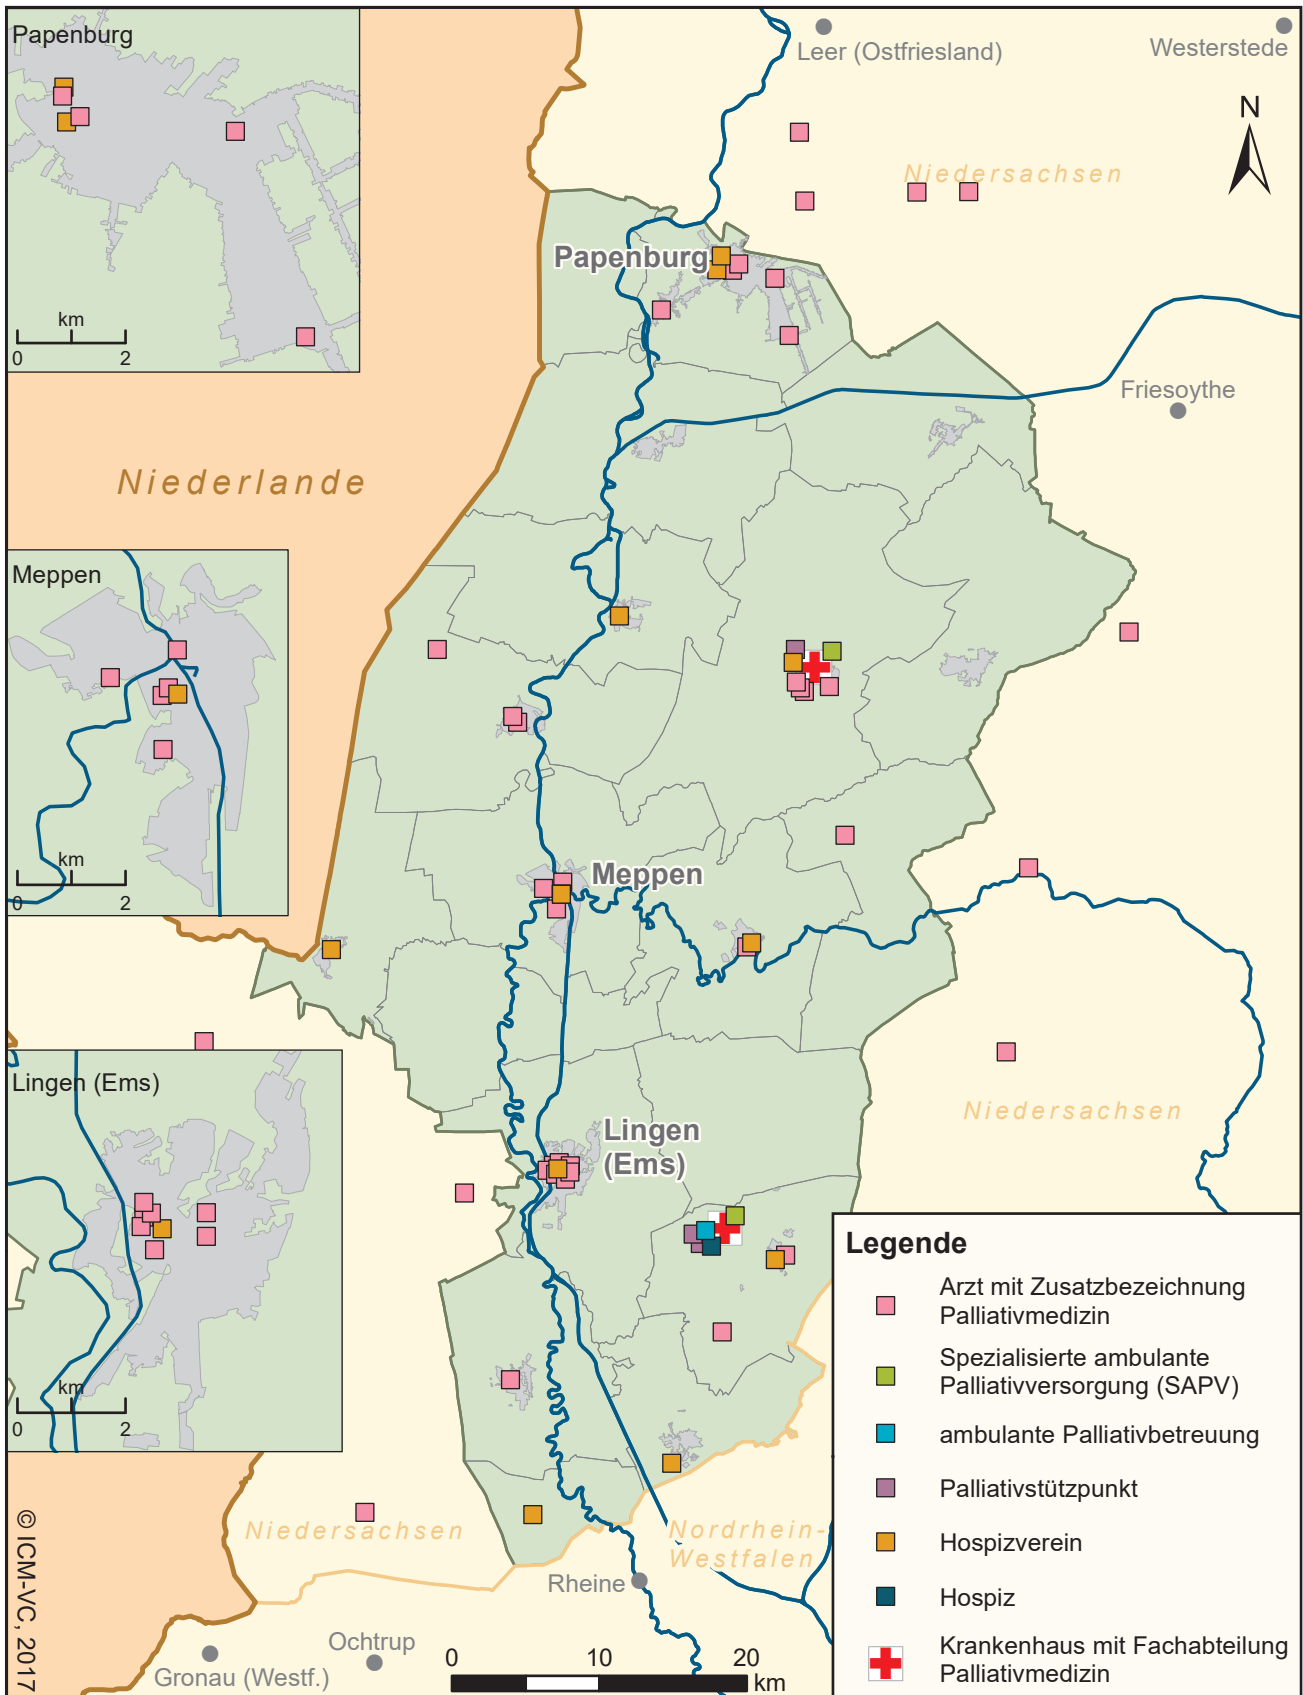 Papenburg
km
0 2
Leer (Ostfriesland)
Westerstede
N
Niedersachsen
Papenburg
Friesoythe
Niederlande
Meppen
km
0 2
Meppen
Lingen (Ems)
km
0 2
Niedersachsen
Lingen
(Ems)
Legende
Arzt mit Zusatzbezeichnung
Palliativmedizin
Spezialisierte ambulante
Palliativversorgung (SAPV)
ambulante Palliativbetreuung
Palliativstützpunkt
Hospizverein
Hospiz
Krankenhaus mit Fachabteilung
Palliativmedizin
Niedersachsen
Nordrhein-
Westfalen
Rheine
Ochtrup
Gronau (Westf.)
0 10 20
km
© ICM-VC, 2017